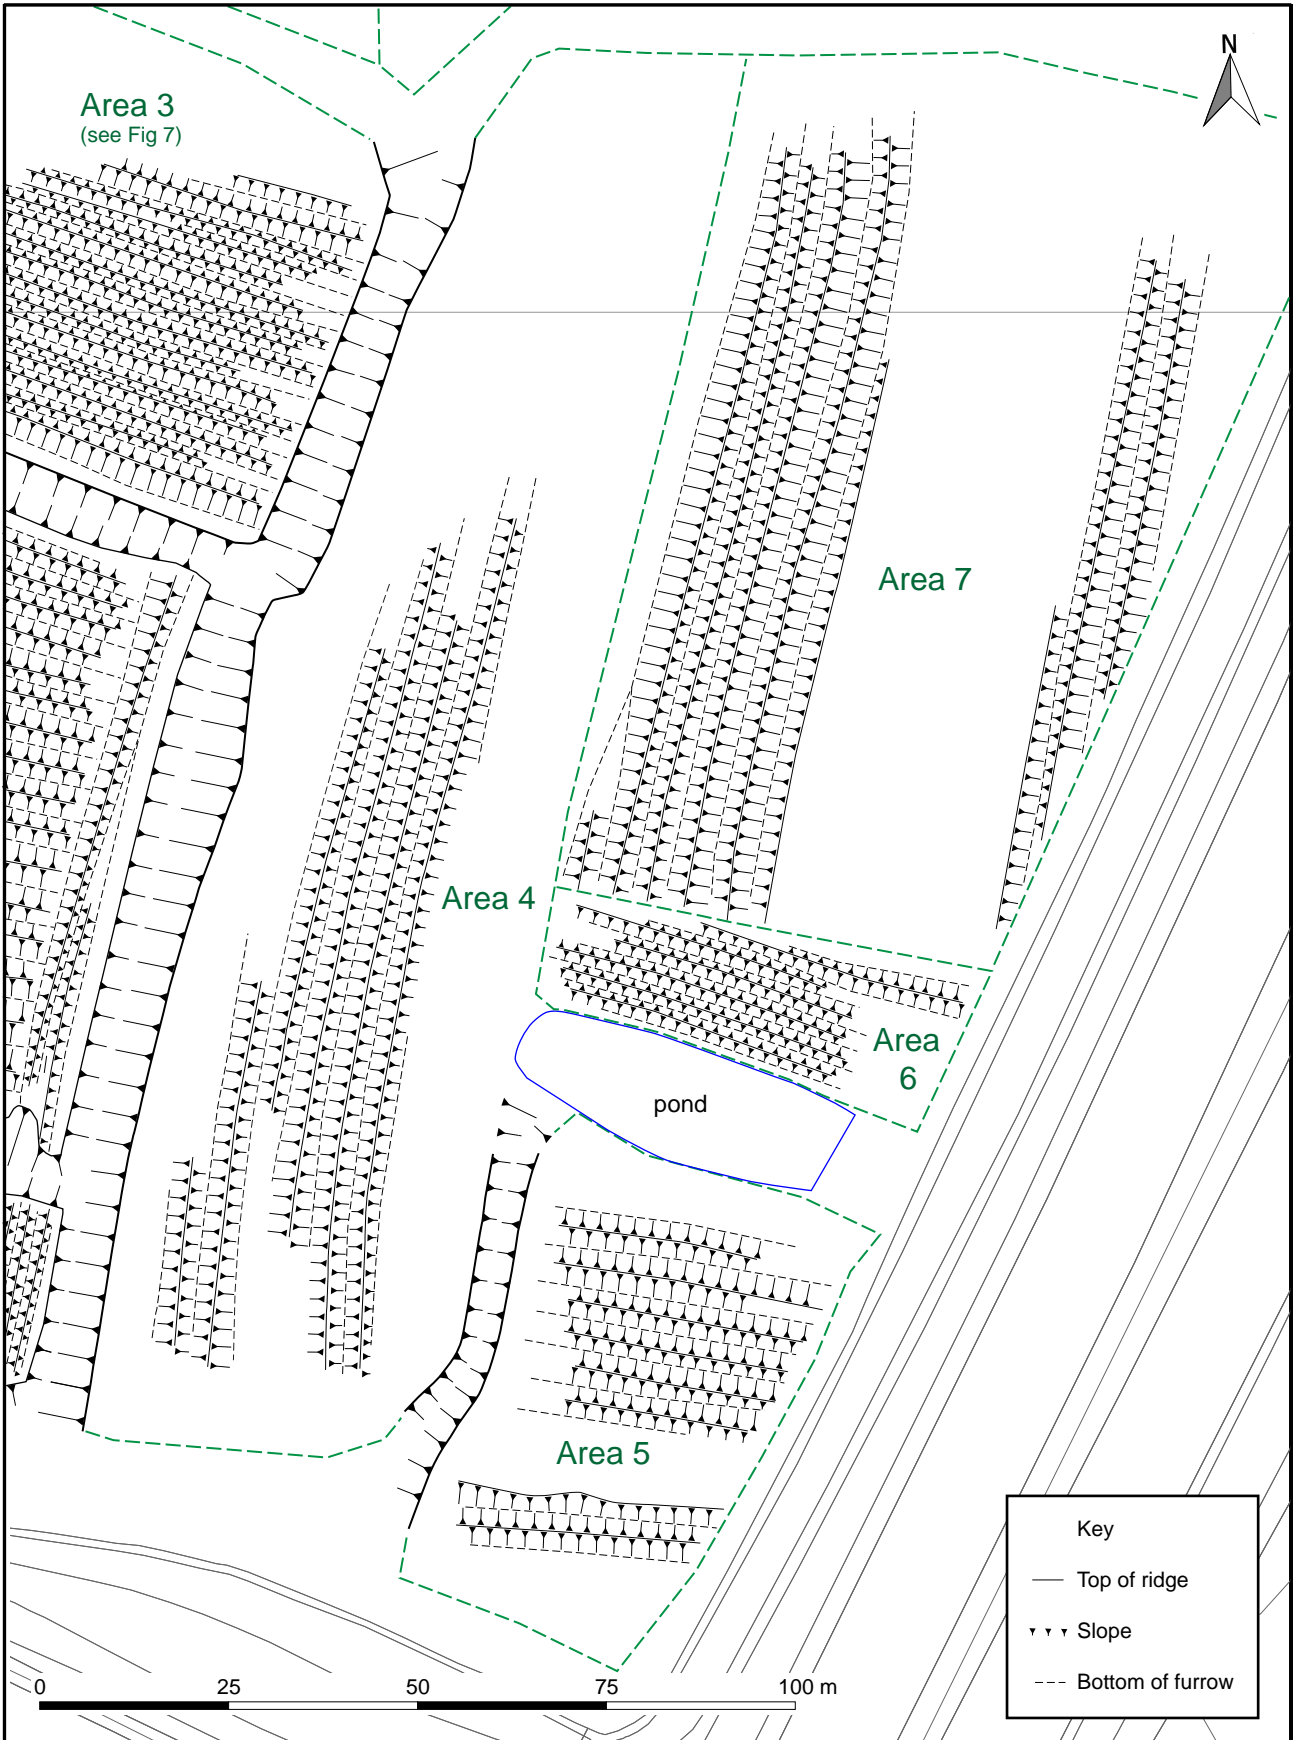 N
Area 3
(see Fig 7)
Area 7
Area 4
Area
6
pond
Area 5
Key
Top of ridge
Slope
Bottom of furrow
0 25 50 75 100 m